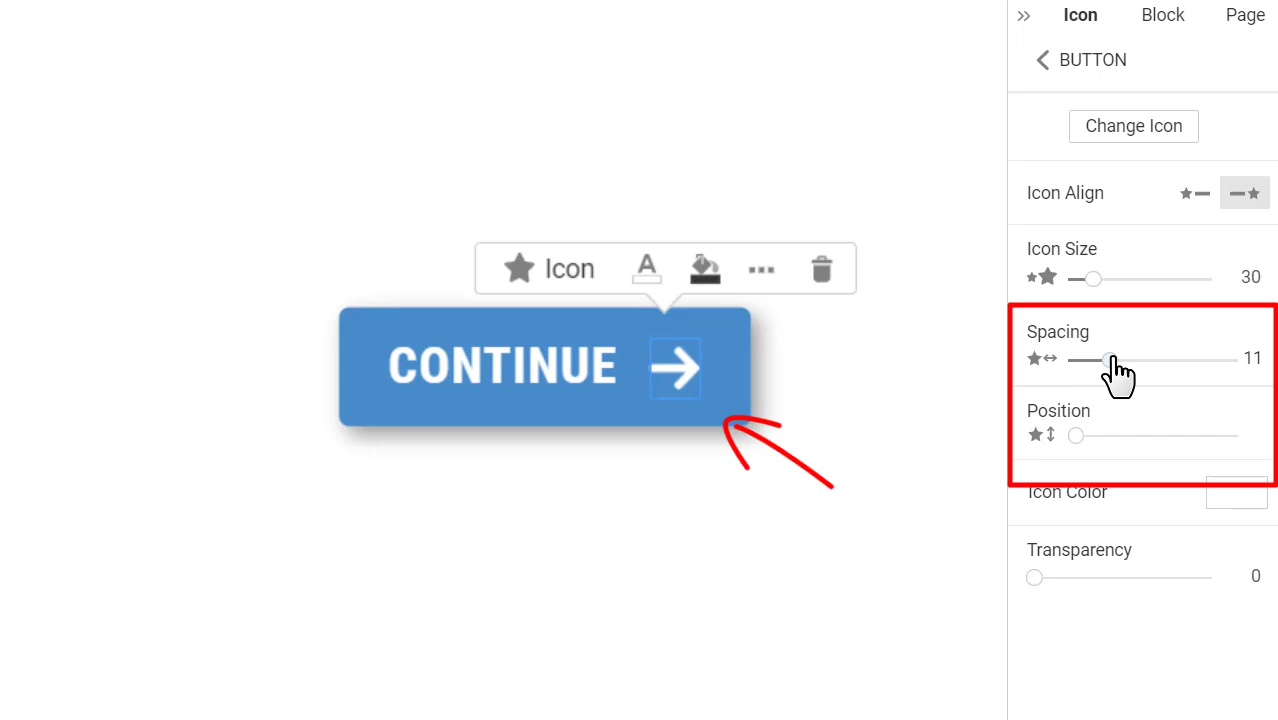 Icon Block Page
BUTTON
Change Icon
Icon Align
Icon Size
30
Spacing
11
Position
Icon Color
Transparency
0
Icon A
CONTINUE